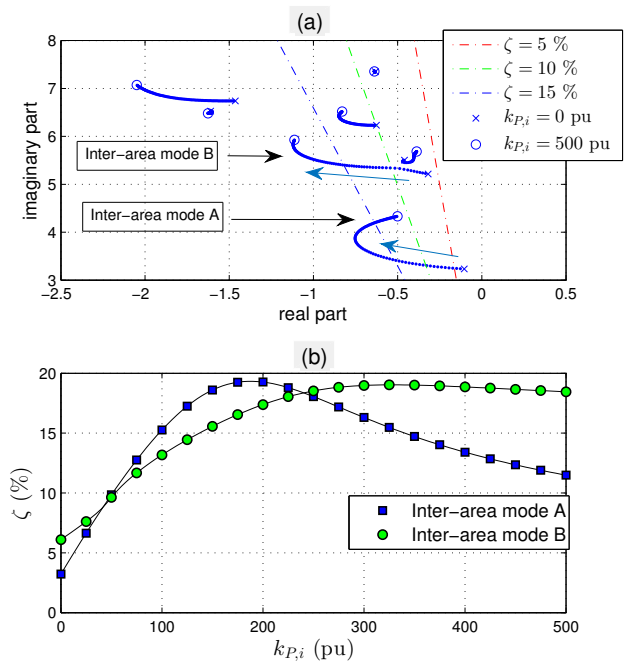 (a)
8
7
6
5
4
3
imaginary part
−2.5
−2
−1.5
−1
−0.5
0
0.5
real part
Inter−area mode B
Inter−area mode A
ζ = 5 %
ζ = 10 %
ζ = 15 %
k_{P,i} = 0 pu
k_{P,i} = 500 pu
(b)
20
15
10
5
0
ζ (%)
0
100
200
300
400
500
k_{P,i} (pu)
Inter−area mode A
Inter−area mode B